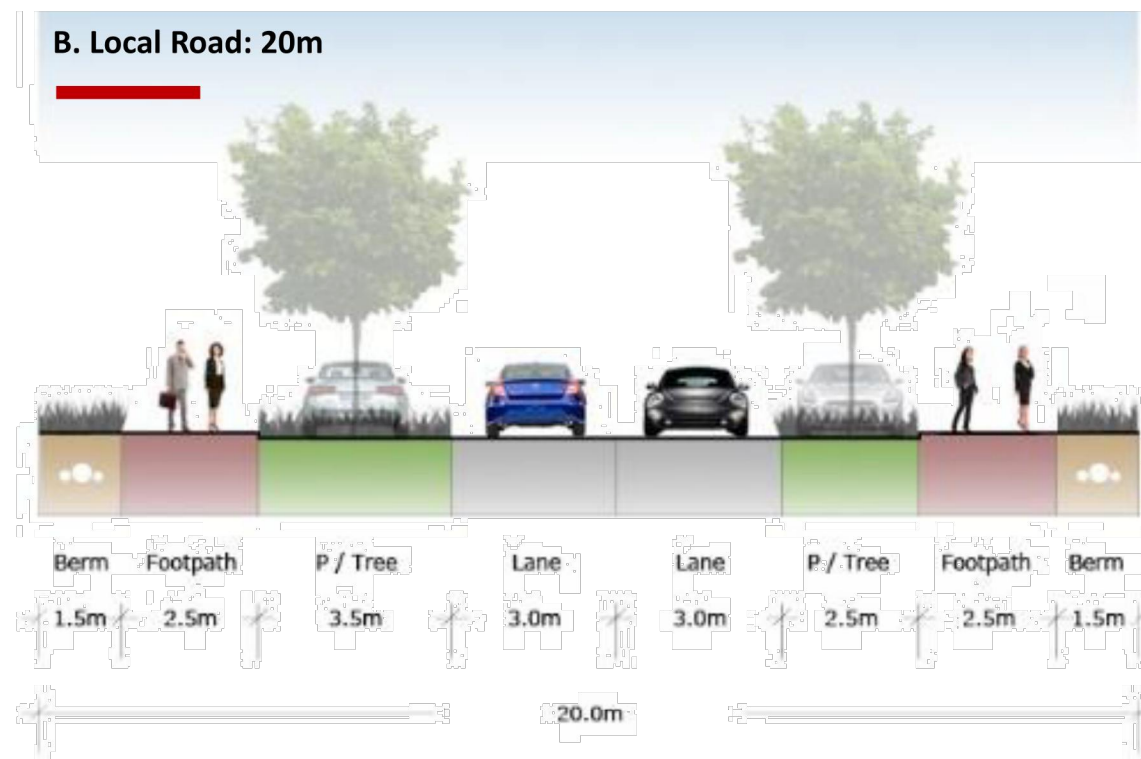 B. Local Road: 20m
Berm Footpath P / Tree Lane Lane P / Tree Footpath Berm
1.5m 2.5m 3.5m 3.0m 3.0m 2.5m 2.5m 1.5m
20.0m